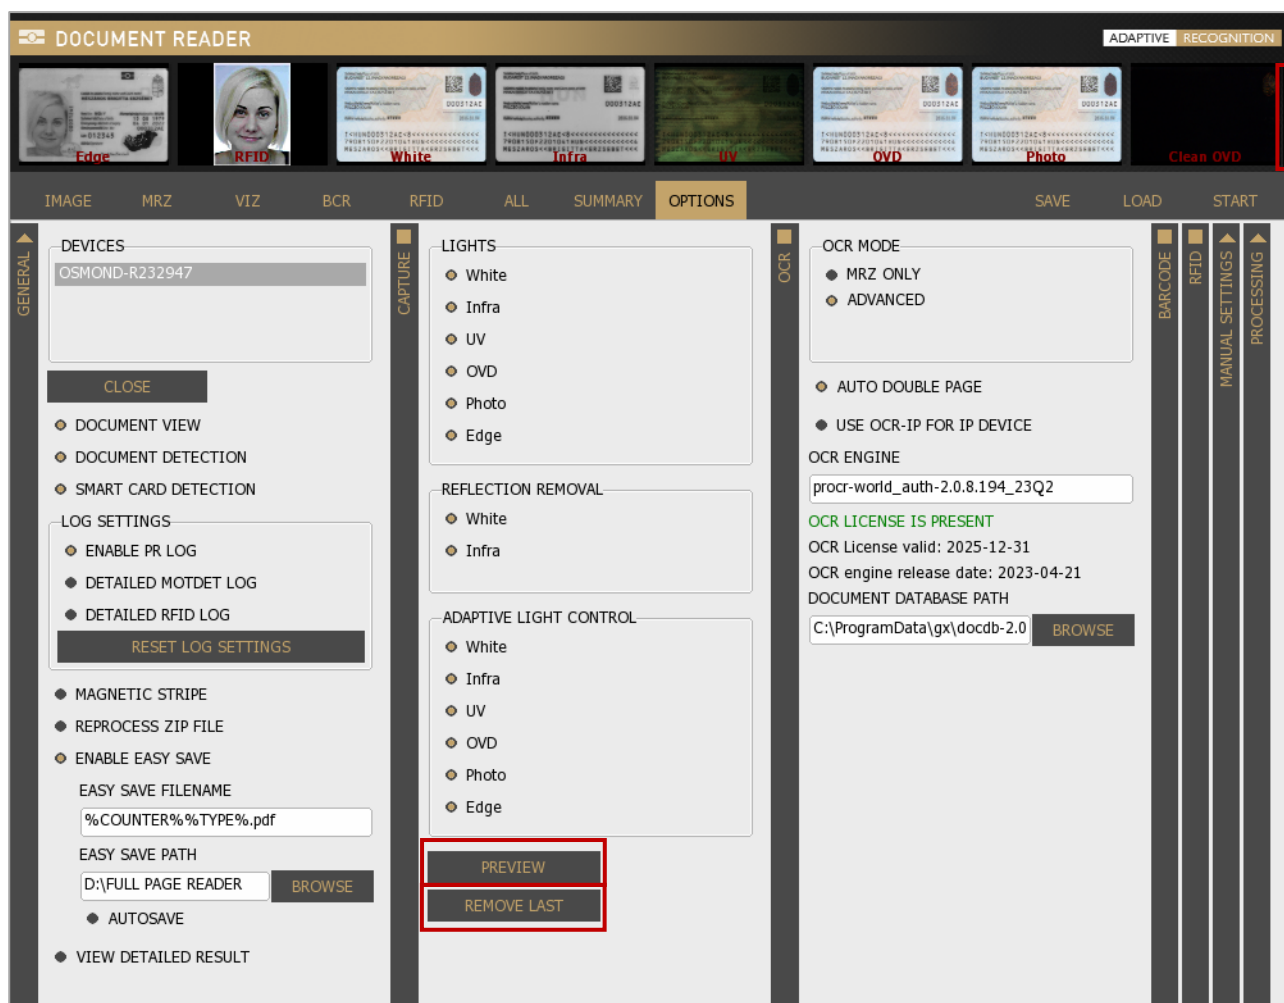 DOCUMENT READER
ADAPTIVE RECOGNITION
000312AE
000312AE
000312AE
000312AE
Edge
RFID
White
Infra
UV
OVD
Photo
Clean OVD
IMAGE MRZ VIZ BCR RFID ALL SUMMARY OPTIONS SAVE LOAD START
GENERAL
DEVICES
OSMOND-R232947
CLOSE
DOCUMENT VIEW
DOCUMENT DETECTION
SMART CARD DETECTION
LOG SETTINGS
ENABLE PR LOG
DETAILED MOTDET LOG
DETAILED RFID LOG
RESET LOG SETTINGS
MAGNETIC STRIPE
REPROCESS ZIP FILE
ENABLE EASY SAVE
EASY SAVE FILENAME
%COUNTER%%TYPE%.pdf
EASY SAVE PATH
D:\FULL PAGE READER
BROWSE
AUTOSAVE
VIEW DETAILED RESULT
CAPTURE
LIGHTS
White
Infra
UV
OVD
Photo
Edge
REFLECTION REMOVAL
White
Infra
ADAPTIVE LIGHT CONTROL
White
Infra
UV
OVD
Photo
Edge
PREVIEW
REMOVE LAST
OCR
OCR MODE
MRZ ONLY
ADVANCED
AUTO DOUBLE PAGE
USE OCR-IP FOR IP DEVICE
OCR ENGINE
procr-world_auth-2.0.8.194_23Q2
OCR LICENSE IS PRESENT
OCR License valid: 2025-12-31
OCR engine release date: 2023-04-21
DOCUMENT DATABASE PATH
C:\ProgramData\gx\docdb-2.0
BROWSE
BARCODE
RFID
MANUAL SETTINGS
PROCESSING